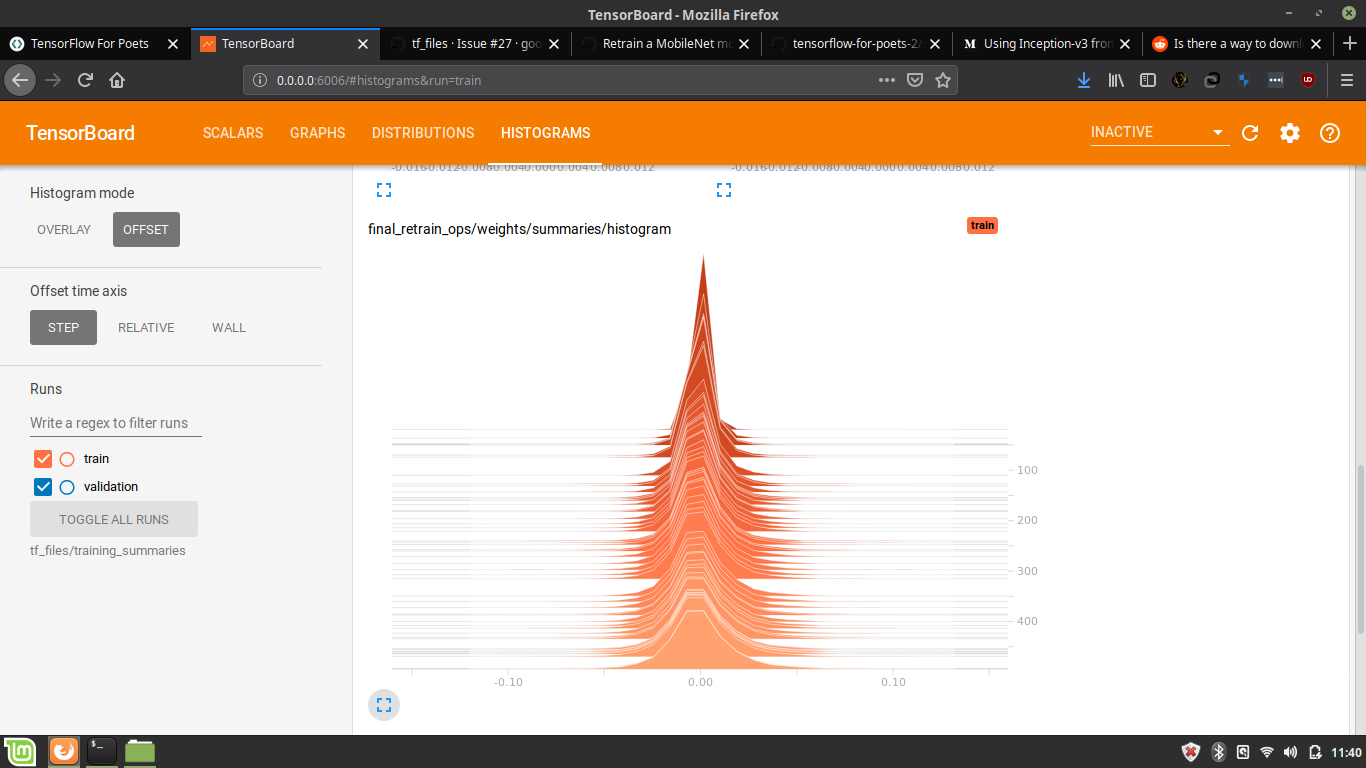 TensorBoard - Mozilla Firefox
TensorFlow For Poets
TensorBoard
tf_files · Issue #27 · goo
Retrain a MobileNet mo
tensorflow-for-poets-2/
Using Inception-v3 fron
Is there a way to downl
0.0.0.0:6006/#histograms&run=train
TensorBoard
SCALARS
GRAPHS
DISTRIBUTIONS
HISTOGRAMS
INACTIVE
-0.0160.0120.0080.0040.0000.0040.0080.012
-0.0160.0120.0080.0040.0000.0040.0080.012
Histogram mode
OVERLAY
OFFSET
Offset time axis
STEP
RELATIVE
WALL
Runs
Write a regex to filter runs
train
validation
TOGGLE ALL RUNS
tf_files/training_summaries
final_retrain_ops/weights/summaries/histogram
train
100
200
300
400
-0.10
0.00
0.10
11:40